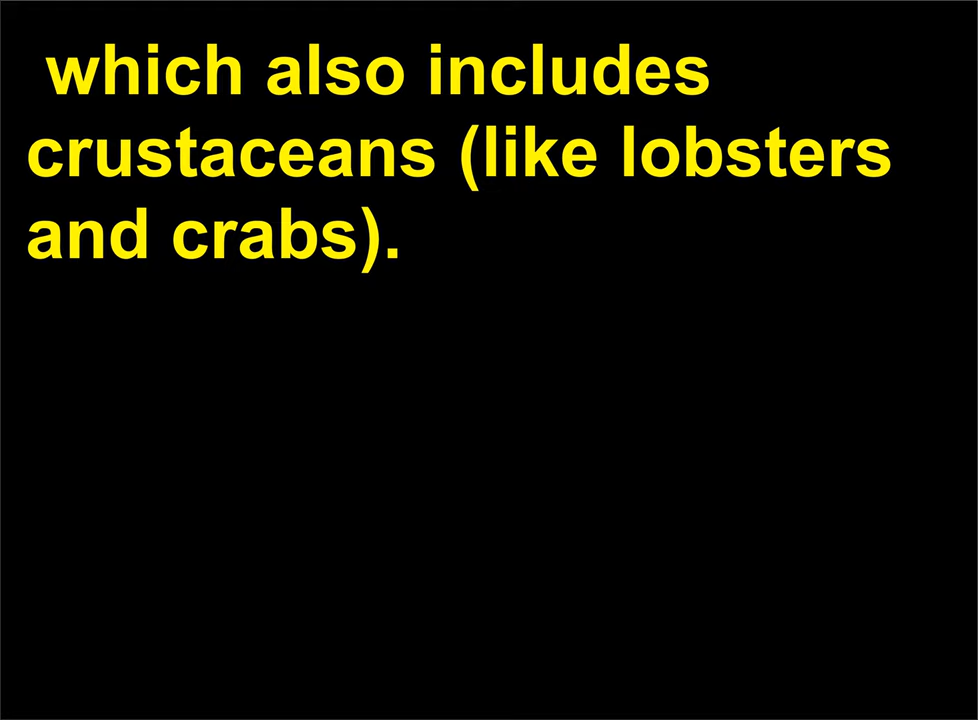 which also includes
crustaceans (like lobsters
and crabs).